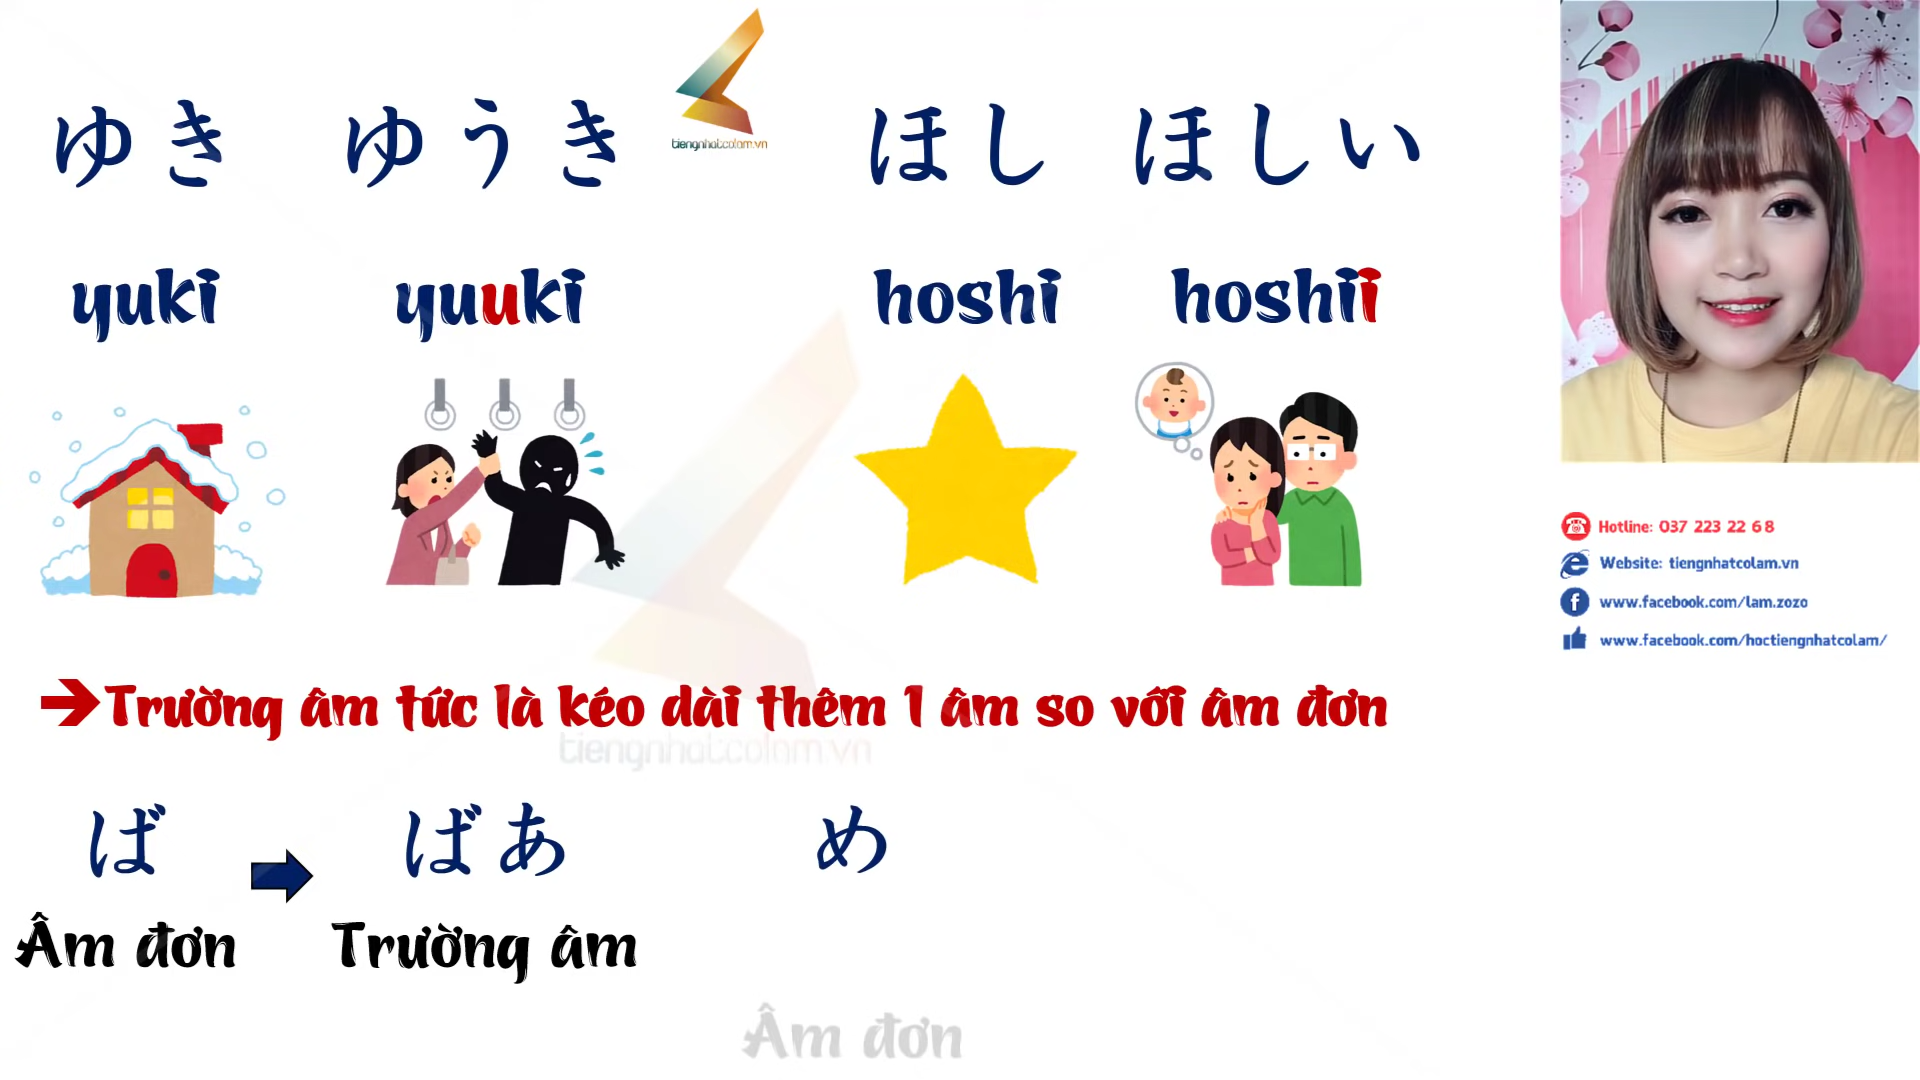 ゆき ゆうき ほし ほしい
tiengnhatcolam.vn
yuki yuuki hoshi hoshii
Hotline: 037 223 22 68
Website: tiengnhatcolam.vn
www.facebook.com/lam.zozo
www.facebook.com/hoctiengnhatcolam/
Trường âm tức là kéo dài thêm 1 âm so với âm đơn
tiengnhatcolam.vn
ば ばあ め
Âm đơn Trường âm
Âm đơn